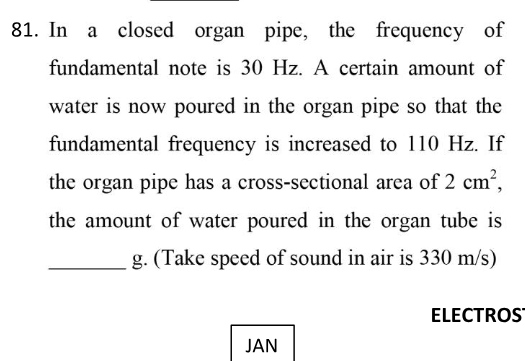 81. In a closed organ pipe, the frequency of
fundamental note is 30 Hz. A certain amount of
water is now poured in the organ pipe so that the
fundamental frequency is increased to 110 Hz. If
the organ pipe has a cross-sectional area of 2 cm²,
the amount of water poured in the organ tube is
________ g. (Take speed of sound in air is 330 m/s)
ELECTROS
JAN